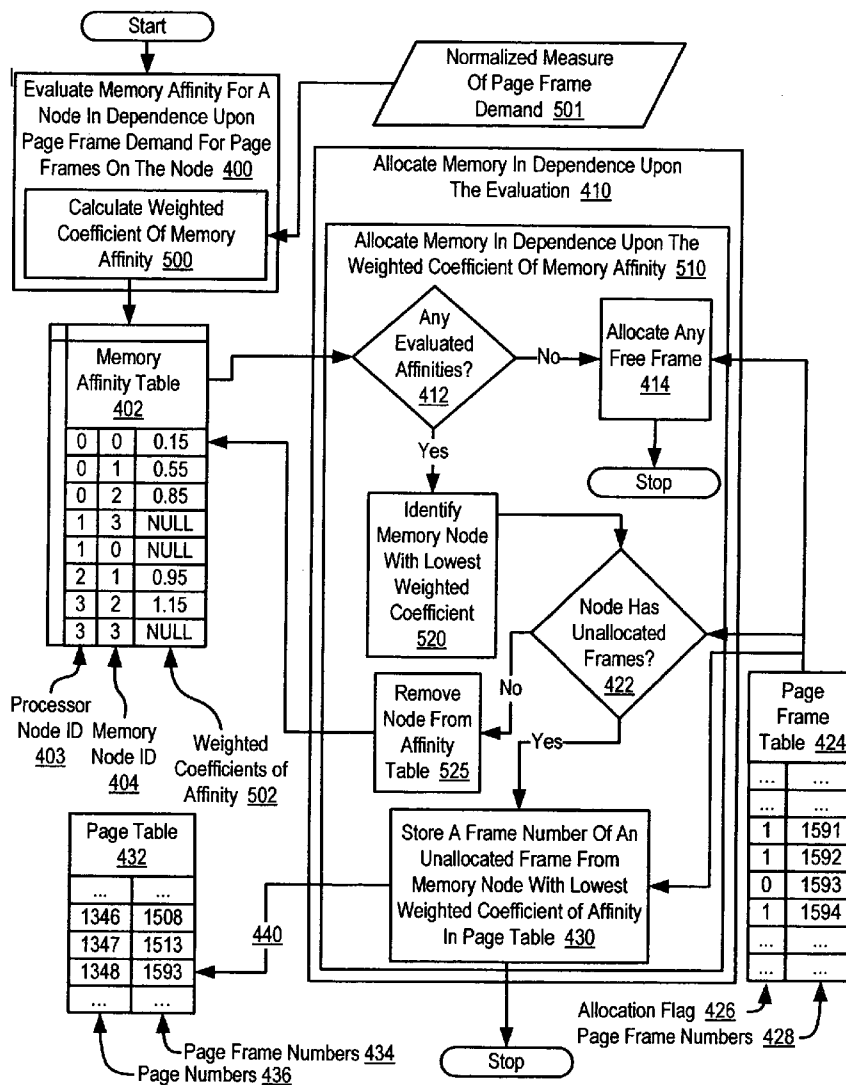 Start
Normalized Measure
Of Page Frame
Demand 501
Evaluate Memory Affinity For A
Node In Dependence Upon
Page Frame Demand For Page
Frames On The Node 400
Calculate Weighted
Coefficient Of Memory
Affinity 500
Allocate Memory In Dependence Upon
The Evaluation 410
Allocate Memory In Dependence Upon The
Weighted Coefficient Of Memory Affinity 510
Any
Evaluated
Affinities?
412
No
Allocate Any
Free Frame
414
Stop
Yes
Memory
Affinity Table
402
0 0 0.15
0 1 0.55
0 2 0.85
1 3 NULL
1 0 NULL
2 1 0.95
3 2 1.15
3 3 NULL
Processor
Node ID
403
Memory
Node ID
404
Weighted
Coefficients of
Affinity 502
Identify
Memory Node
With Lowest
Weighted
Coefficient
520
Node Has
Unallocated
Frames?
422
No
Yes
Remove
Node From
Affinity
Table 525
Page
Frame
Table 424
... ...
... ...
1 1591
1 1592
0 1593
1 1594
... ...
... ...
Allocation Flag 426
Page Frame Numbers 428
Store A Frame Number Of An
Unallocated Frame From
Memory Node With Lowest
Weighted Coefficient of Affinity
In Page Table 430
440
Page Table
432
... ...
1346 1508
1347 1513
1348 1593
... ...
Page Frame Numbers 434
Page Numbers 436
Stop